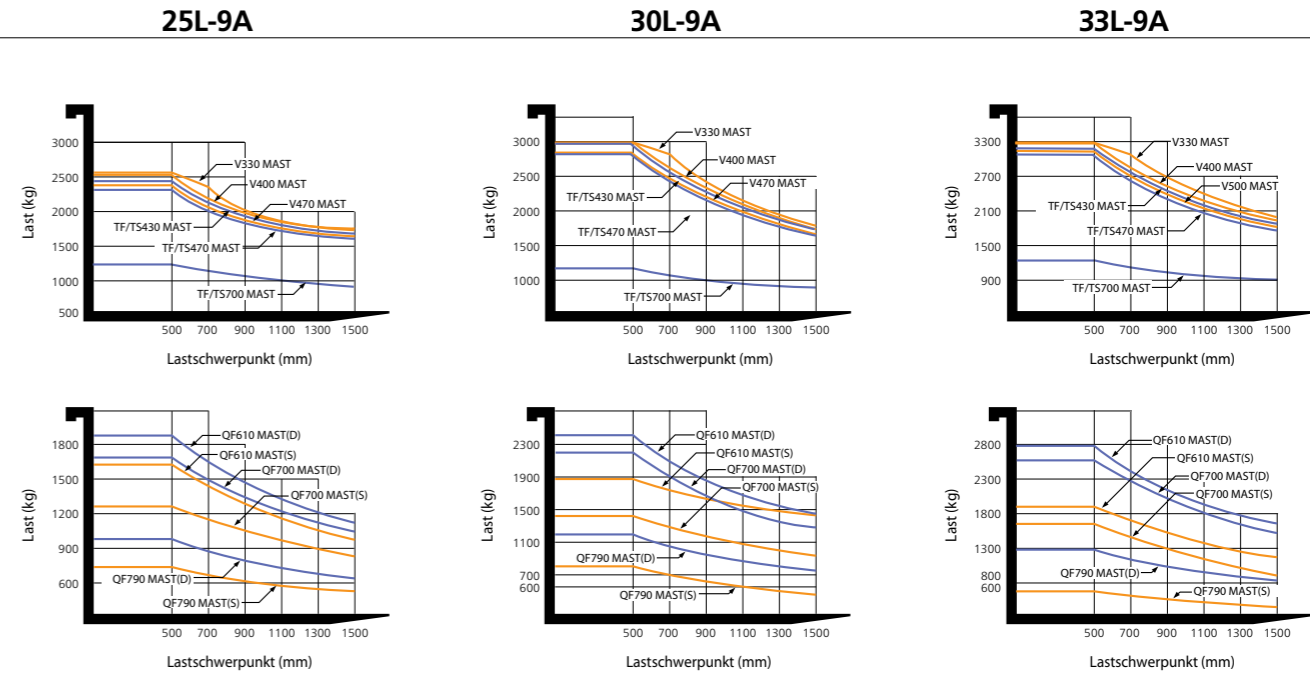 25L-9A
30L-9A
33L-9A
3000
2500
2000
1500
1000
500
Last (kg)
V330 MAST
V400 MAST
V470 MAST
TF/TS430 MAST
TF/TS470 MAST
TF/TS700 MAST
500 700 900 1100 1300 1500
Lastschwerpunkt (mm)
3000
2500
2000
1500
1000
Last (kg)
V330 MAST
V400 MAST
V470 MAST
TF/TS430 MAST
TF/TS470 MAST
TF/TS700 MAST
500 700 900 1100 1300 1500
Lastschwerpunkt (mm)
3300
2700
2100
1500
900
Last (kg)
V330 MAST
V400 MAST
V500 MAST
TF/TS430 MAST
TF/TS470 MAST
TF/TS700 MAST
500 700 900 1100 1300 1500
Lastschwerpunkt (mm)
1800
1500
1200
900
600
Last (kg)
QF610 MAST(D)
QF610 MAST(S)
QF700 MAST(D)
QF700 MAST(S)
QF790 MAST(D)
QF790 MAST(S)
500 700 900 1100 1300 1500
Lastschwerpunkt (mm)
2300
1900
1500
1100
700
600
Last (kg)
QF610 MAST(D)
QF610 MAST(S)
QF700 MAST(D)
QF700 MAST(S)
QF790 MAST(D)
QF790 MAST(S)
500 700 900 1100 1300 1500
Lastschwerpunkt (mm)
2800
2300
1800
1300
800
600
Last (kg)
QF610 MAST(D)
QF610 MAST(S)
QF700 MAST(D)
QF700 MAST(S)
QF790 MAST(D)
QF790 MAST(S)
500 700 900 1100 1300 1500
Lastschwerpunkt (mm)